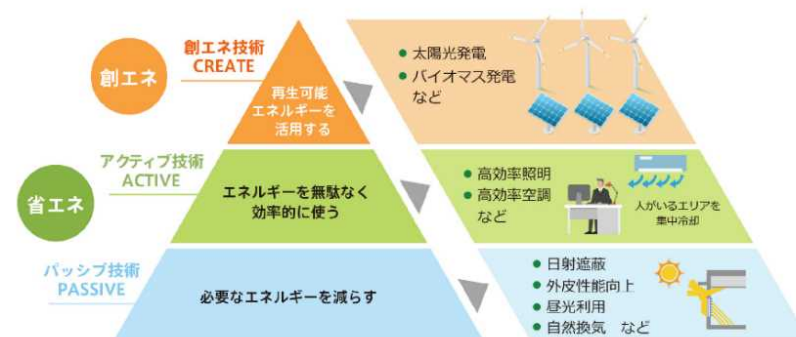 創エネ
創エネ技術
CREATE
再生可能
エネルギーを
活用する
● 太陽光発電
● バイオマス発電
など
省エネ
アクティブ技術
ACTIVE
エネルギーを無駄なく
効率的に使う
● 高効率照明
● 高効率空調
など
人がいるエリアを
集中冷却
パッシブ技術
PASSIVE
必要なエネルギーを減らす
● 日射遮蔽
● 外皮性能向上
● 昼光利用
● 自然換気 など